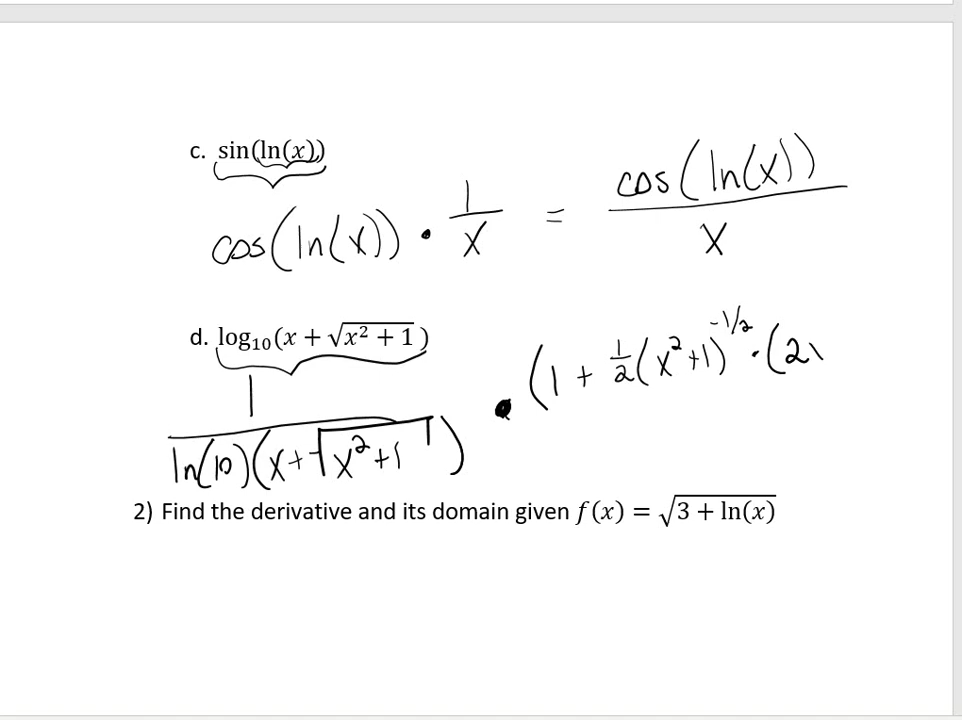 c. sin(ln(x))
cos(ln(x)) · 1/x = cos(ln(x))/x
d. log₁₀(x + √(x² + 1))
1/(ln(10)(x+√(x²+1))) · (1 + ½(x²+1)^(-1/2) · (2
2) Find the derivative and its domain given f(x) = √(3 + ln(x))